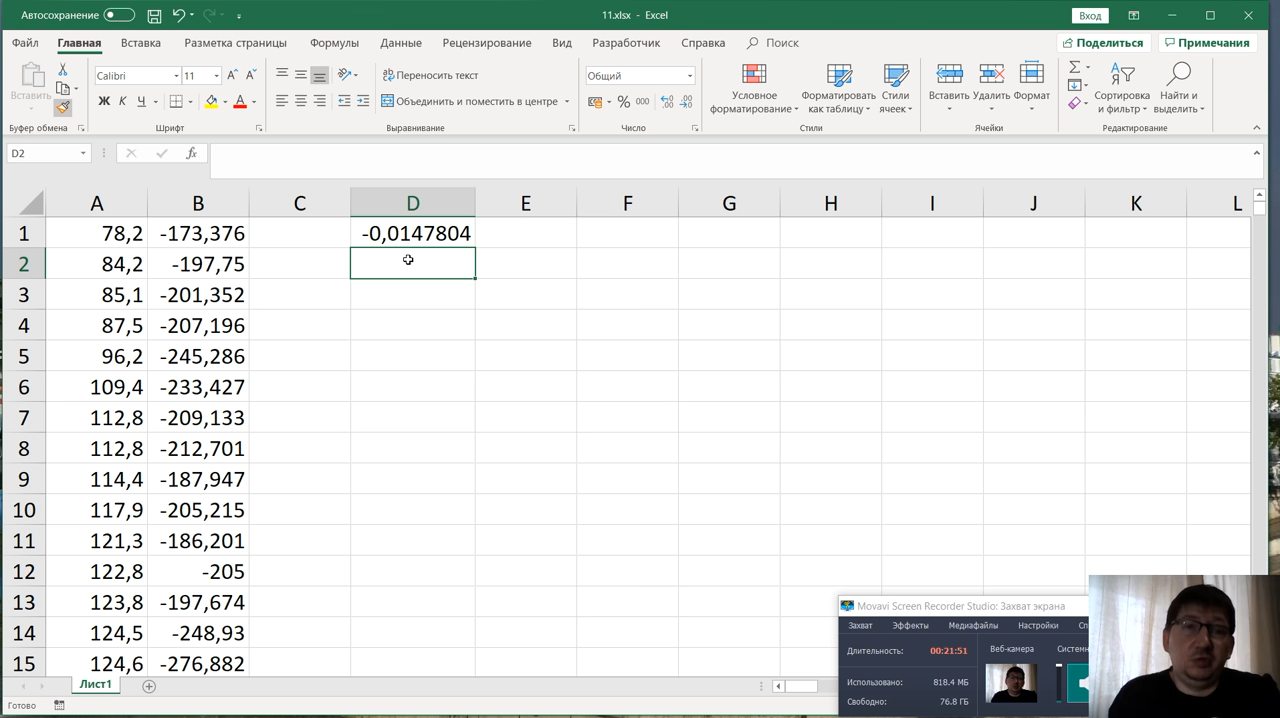 Автосохранение
11.xlsx - Excel
Вход
Файл Главная Вставка Разметка страницы Формулы Данные Рецензирование Вид Разработчик Справка Поиск Поделиться Примечания
Вставить
Calibri 11
Ж К Ч
Переносить текст
Объединить и поместить в центре
Общий
% 000
Условное форматирование
Форматировать как таблицу
Стили ячеек
Вставить Удалить Формат
Сортировка и фильтр
Найти и выделить
Буфер обмена Шрифт Выравнивание Число Стили Ячейки Редактирование
D2 fx
A B C D E F G H I J K L
1 78,2 -173,376 -0,0147804
2 84,2 -197,75
3 85,1 -201,352
4 87,5 -207,196
5 96,2 -245,286
6 109,4 -233,427
7 112,8 -209,133
8 112,8 -212,701
9 114,4 -187,947
10 117,9 -205,215
11 121,3 -186,201
12 122,8 -205
13 123,8 -197,674
14 124,5 -248,93
15 124,6 -276,882
Movavi Screen Recorder Studio: Захват экрана
Захват Эффекты Медиафайлы Настройки
Длительность: 00:21:51
Веб-камера
Использовано: 818.4 MБ
Свободно: 76.8 ГБ
Лист1
Готово